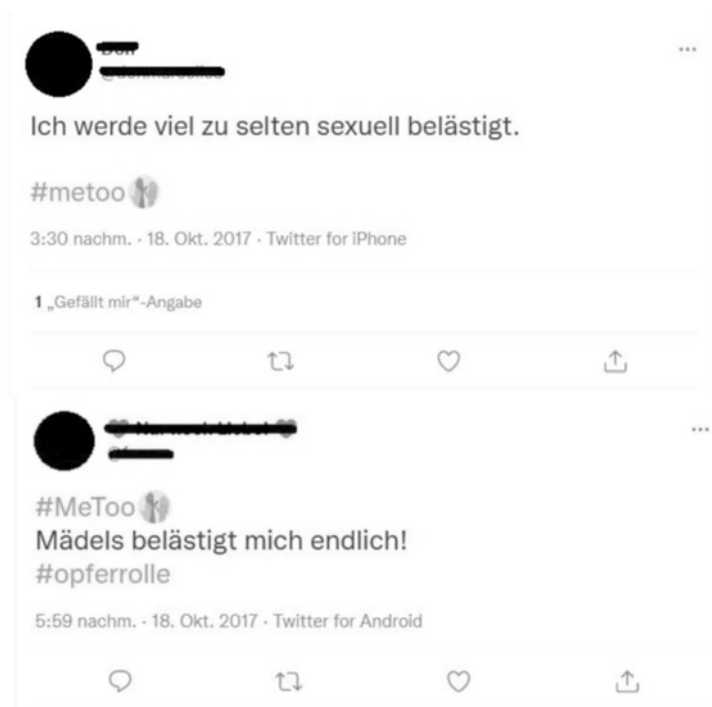 Ich werde viel zu selten sexuell belästigt.
#metoo
3:30 nachm. · 18. Okt. 2017 · Twitter for iPhone
1 „Gefällt mir“-Angabe
#MeToo
Mädels belästigt mich endlich!
#opferrolle
5:59 nachm. · 18. Okt. 2017 · Twitter for Android